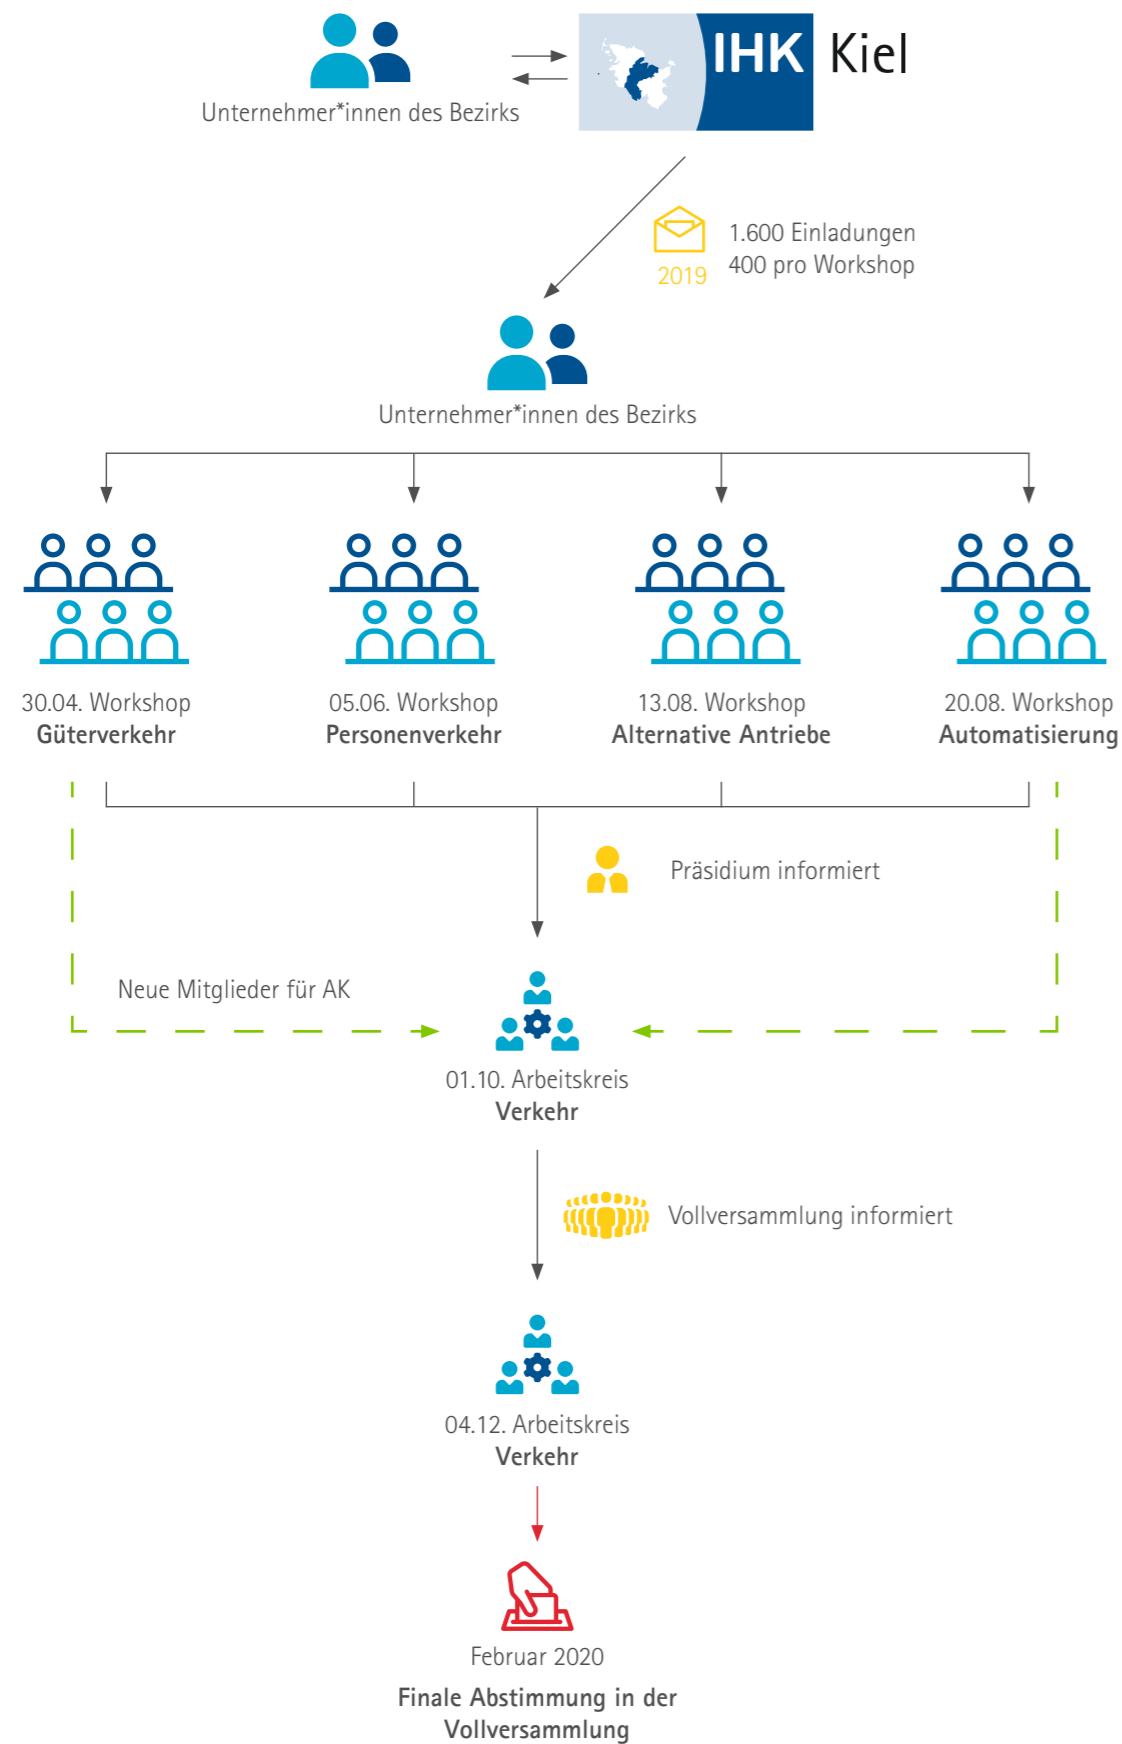 IHK Kiel
Unternehmer*innen des Bezirks
1.600 Einladungen
400 pro Workshop
2019
Unternehmer*innen des Bezirks
30.04. Workshop
Güterverkehr
05.06. Workshop
Personenverkehr
13.08. Workshop
Alternative Antriebe
20.08. Workshop
Automatisierung
Präsidium informiert
Neue Mitglieder für AK
01.10. Arbeitskreis
Verkehr
Vollversammlung informiert
04.12. Arbeitskreis
Verkehr
Februar 2020
Finale Abstimmung in der
Vollversammlung